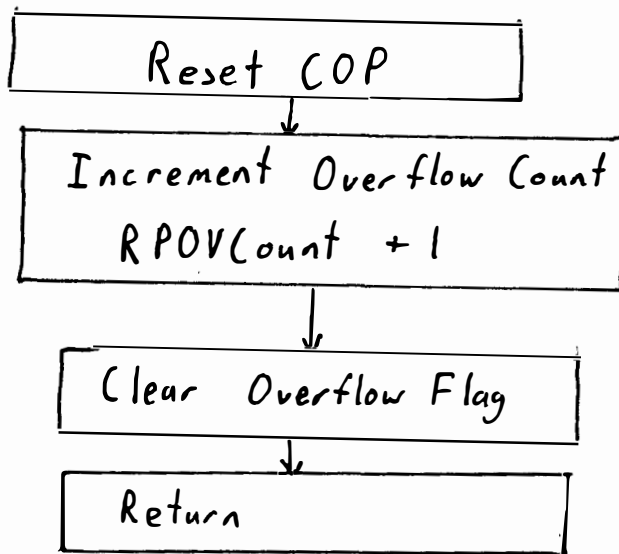 Reset COP
Increment Overflow Count
RPOVCount + 1
Clear Overflow Flag
Return